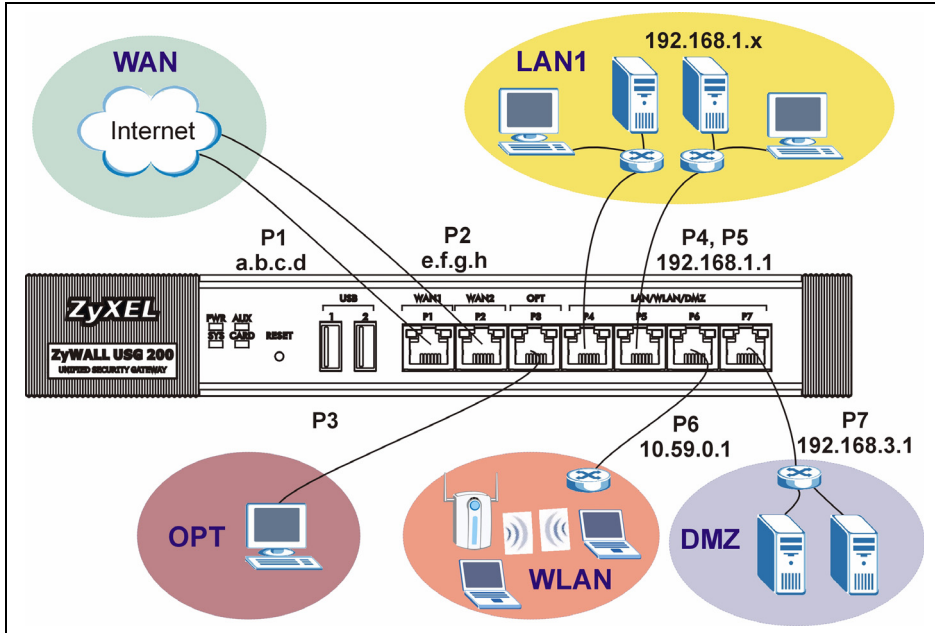 WAN
Internet
LAN1
192.168.1.x
P1
a.b.c.d
P2
e.f.g.h
P4, P5
192.168.1.1
ZyXEL
ZyWALL USG 200
UNIFIED SECURITY GATEWAY
PWR AUX
SYS CARD
RESET
USB
1 2
WAN1 WAN2 OPT LAN/WLAN/DMZ
P1 P2 P3 P4 P5 P6 P7
P3
P6
10.59.0.1
P7
192.168.3.1
OPT
WLAN
DMZ